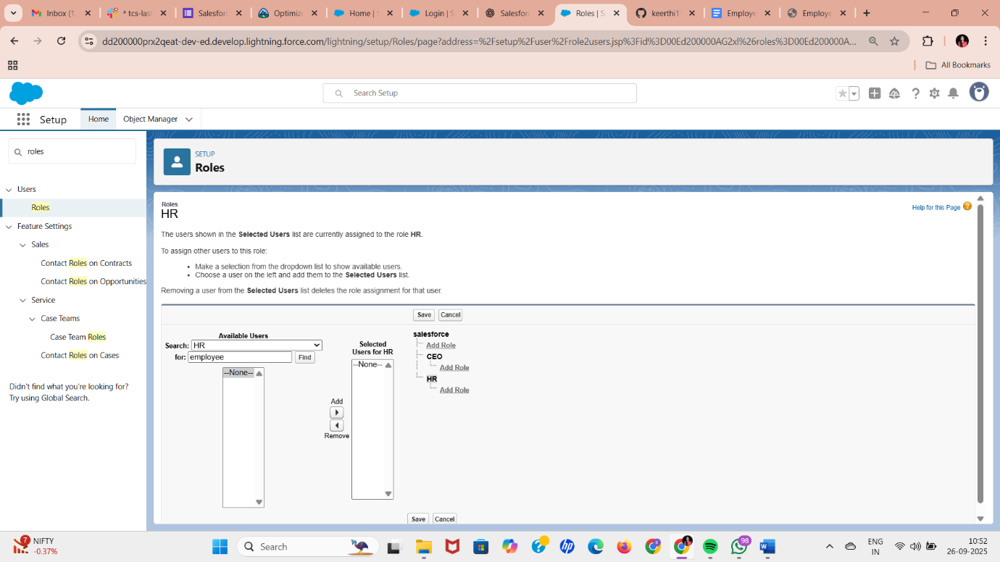 Inbox (1,
* tcs-last
Salesfor
Optimiz
Home | S
Login | S
Salesfor
Roles | S
keerthi1
Employe
Employe
dd200000prx2qeat-dev-ed.develop.lightning.force.com/lightning/setup/Roles/page?address=%2Fsetup%2Fuser%2Frole2users.jsp%3Fid%3D00Ed200000AG2xl%26roles%3D00Ed200000A...
All Bookmarks
Search Setup
Setup
Home
Object Manager
roles
SETUP
Roles
Users
Roles
Feature Settings
Sales
Contact Roles on Contracts
Contact Roles on Opportunities
Service
Case Teams
Case Team Roles
Contact Roles on Cases
Didn't find what you're looking for?
Try using Global Search.
Roles
HR
Help for this Page
The users shown in the Selected Users list are currently assigned to the role HR.
To assign other users to this role:
• Make a selection from the dropdown list to show available users.
• Choose a user on the left and add them to the Selected Users list.
Removing a user from the Selected Users list deletes the role assignment for that user.
Save Cancel
Available Users
Search: HR
for: employee Find
--None--
Add
Remove
Selected
Users for HR
--None--
salesforce
Add Role
CEO
Add Role
HR
Add Role
Save Cancel
7
NIFTY
-0.37%
Search
98
ENG
IN
10:52
26-09-2025